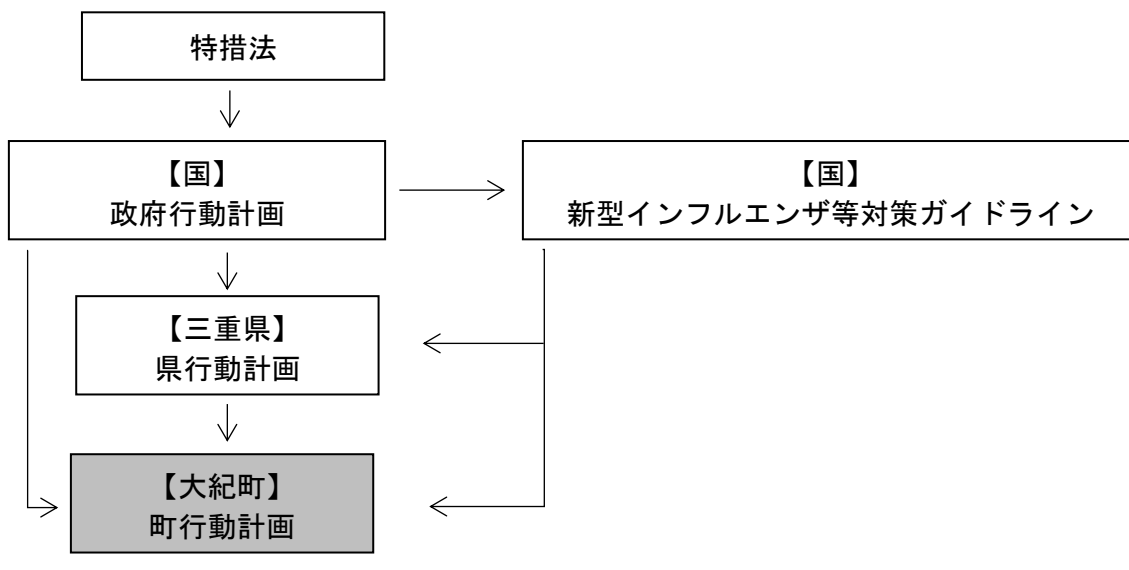 特措法
【国】
政府行動計画
【国】
新型インフルエンザ等対策ガイドライン
【三重県】
県行動計画
【大紀町】
町行動計画